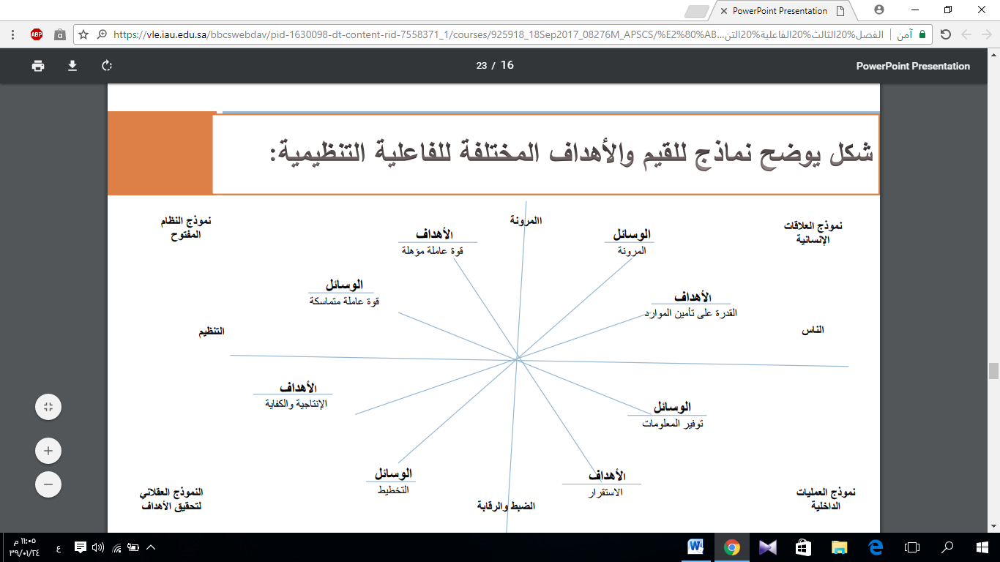 PowerPoint Presentation
https://vle.iau.edu.sa/bbcswebdav/pid-1630098-dt-content-rid-7558371_1/courses/925918_18Sep2017_08276M_APSCS/%E2%80%AB...الفصل%20الثالث%20الفاعلية%20التن
آمن
ABP
PowerPoint Presentation
23 / 16
شكل يوضح نماذج للقيم والأهداف المختلفة للفاعلية التنظيمية:
نموذج العلاقات
الإنسانية
االمرونة
نموذج النظام
المفتوح
الوسائل
المرونة
الأهداف
قوة عاملة مؤهلة
الأهداف
القدرة على تأمين الموارد
الوسائل
قوة عاملة متماسكة
الناس
التنظيم
الوسائل
توفير المعلومات
الأهداف
الإنتاجية والكفاية
الأهداف
الاستقرار
الوسائل
التخطيط
نموذج العمليات
الداخلية
الضبط والرقابة
النموذج العقلاني
لتحقيق الأهداف
ع
١١:٠٥ م
٣٩/٠١/٢٤